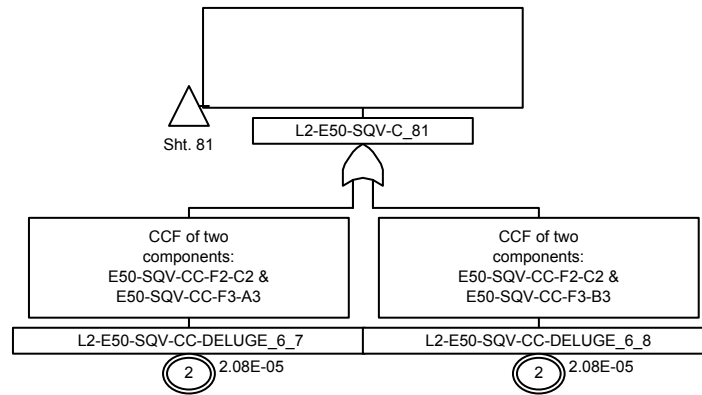 Sht. 81
L2-E50-SQV-C_81
CCF of two
components:
E50-SQV-CC-F2-C2 &
E50-SQV-CC-F3-A3
L2-E50-SQV-CC-DELUGE_6_7
2
2.08E-05
CCF of two
components:
E50-SQV-CC-F2-C2 &
E50-SQV-CC-F3-B3
L2-E50-SQV-CC-DELUGE_6_8
2
2.08E-05